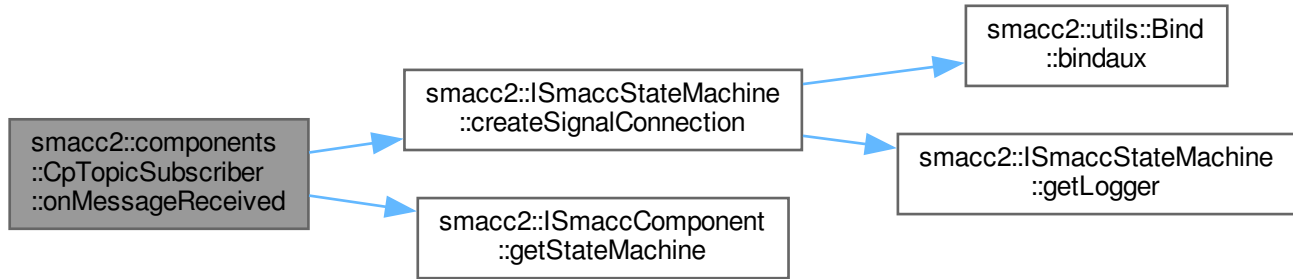 smacc2::components
::CpTopicSubscriber
::onMessageReceived
smacc2::ISmaccStateMachine
::createSignalConnection
smacc2::utils::Bind
::bindaux
smacc2::ISmaccStateMachine
::getLogger
smacc2::ISmaccComponent
::getStateMachine